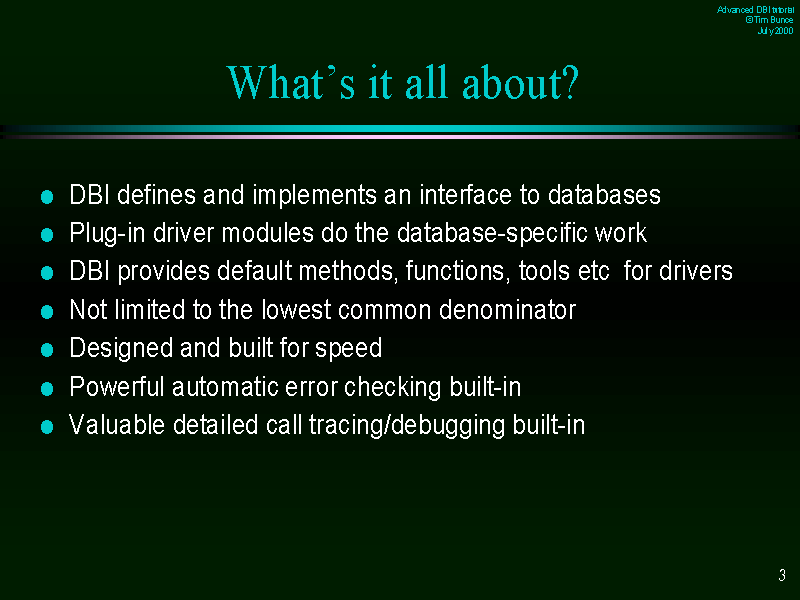 Advanced DBI tutorial
© Tim Bunce
July 2000
What's it all about?
DBI defines and implements an interface to databases
Plug-in driver modules do the database-specific work
DBI provides default methods, functions, tools etc  for drivers
Not limited to the lowest common denominator
Designed and built for speed
Powerful automatic error checking built-in
Valuable detailed call tracing/debugging built-in
3